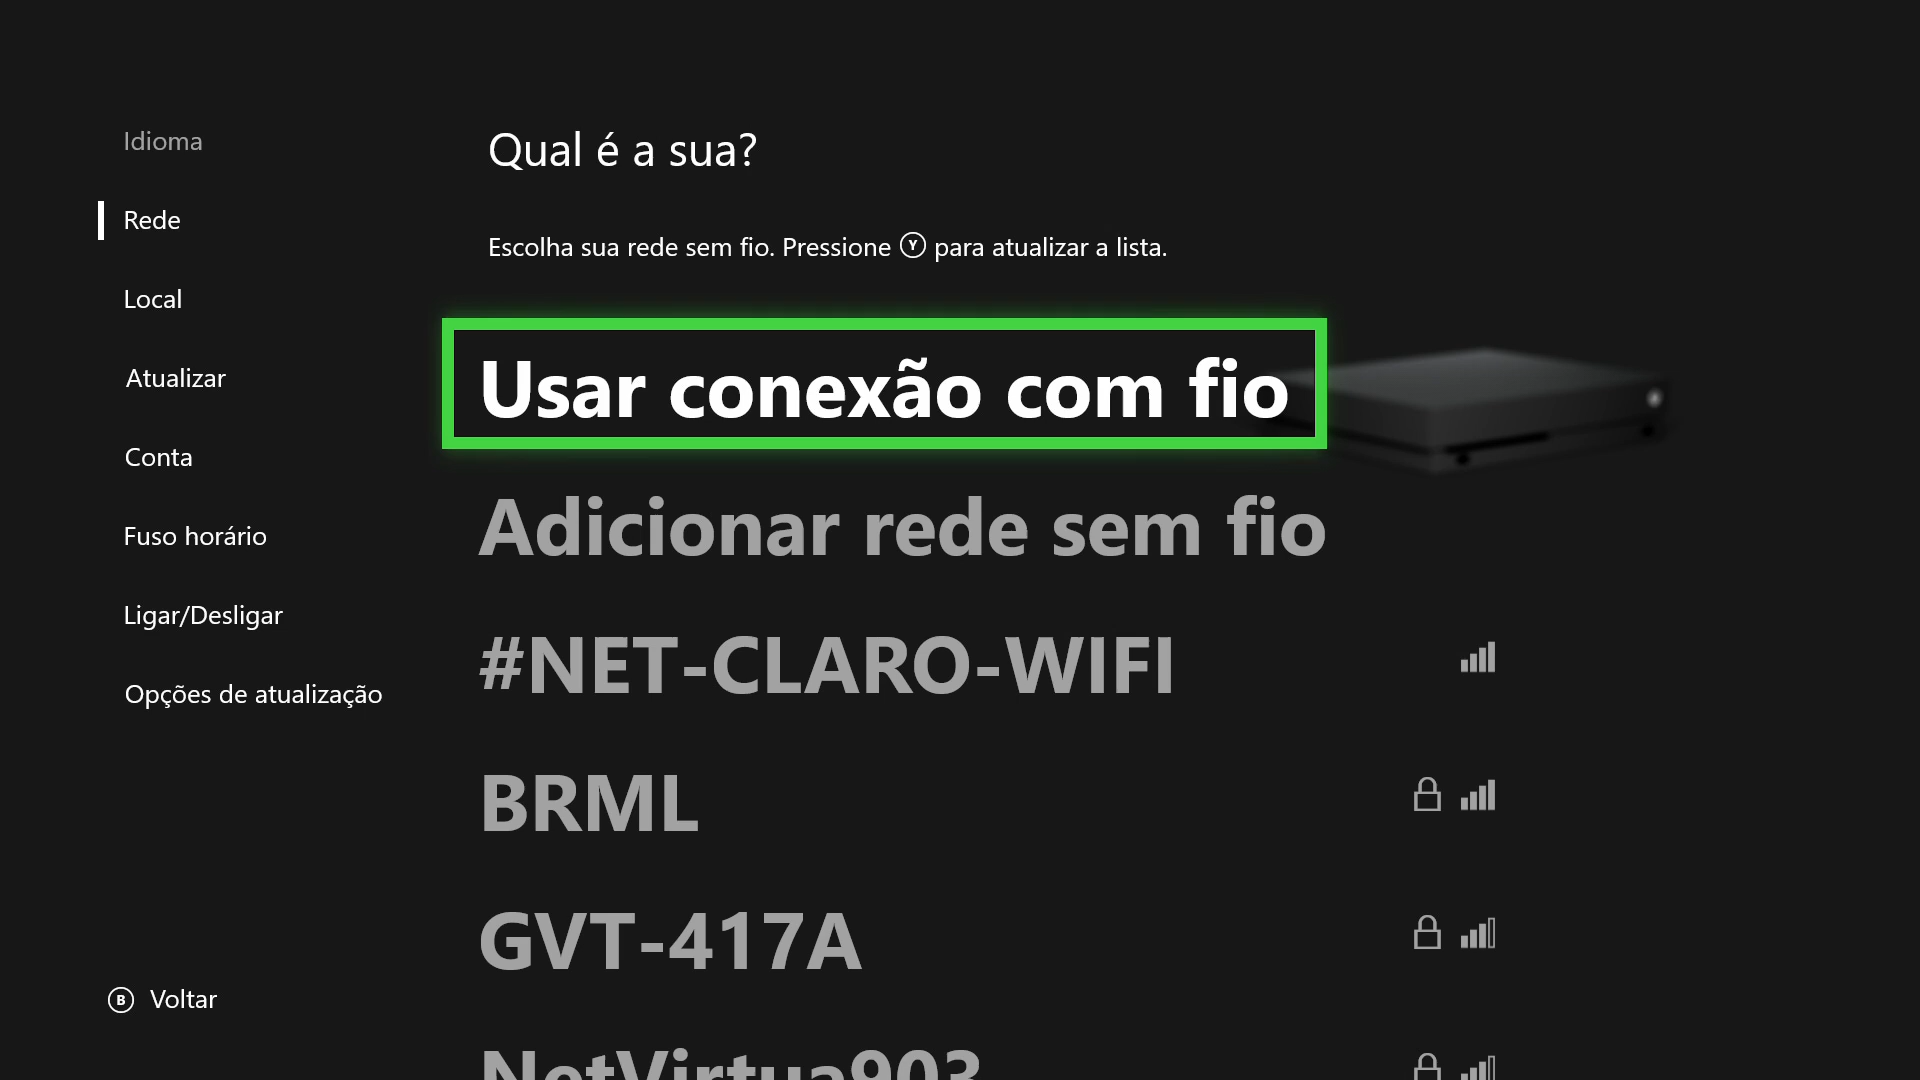 Idioma
Rede
Local
Atualizar
Conta
Fuso horário
Ligar/Desligar
Opções de atualização
B Voltar
Qual é a sua?
Escolha sua rede sem fio. Pressione Y para atualizar a lista.
Usar conexão com fio
Adicionar rede sem fio
#NET-CLARO-WIFI
BRML
GVT-417A
NetVirtua903